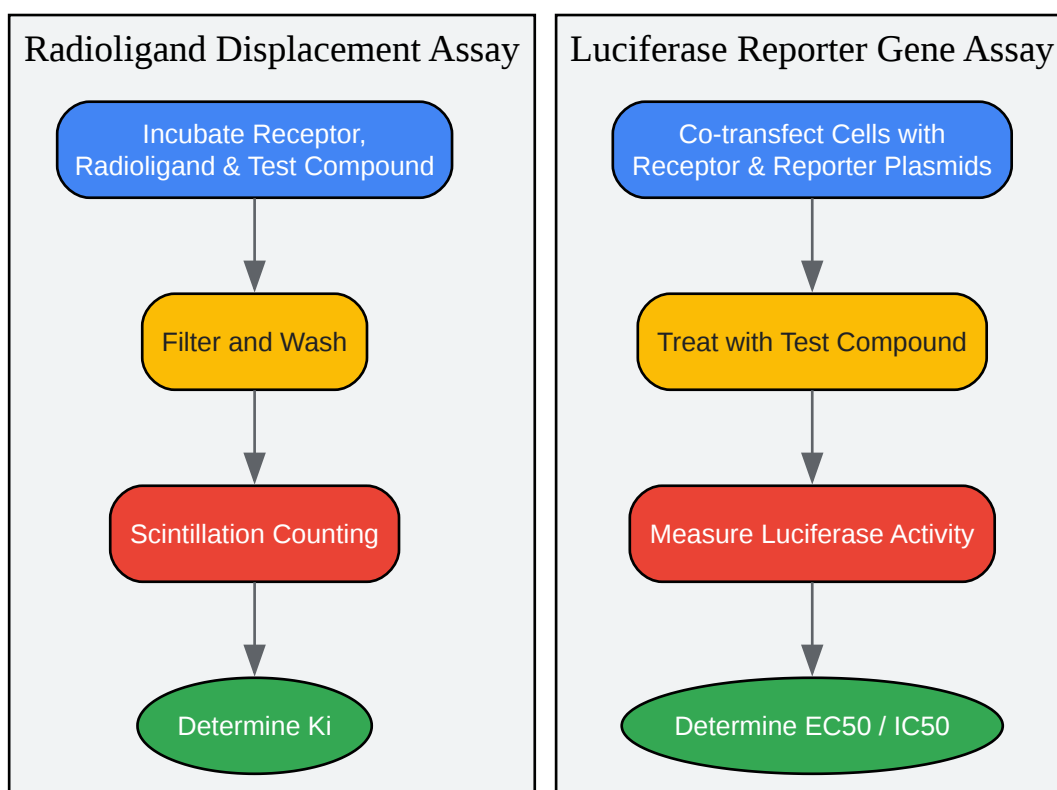 Radioligand Displacement Assay
Incubate Receptor,
Radioligand & Test Compound
Filter and Wash
Scintillation Counting
Determine Ki
Luciferase Reporter Gene Assay
Co-transfect Cells with
Receptor & Reporter Plasmids
Treat with Test Compound
Measure Luciferase Activity
Determine EC50 / IC50